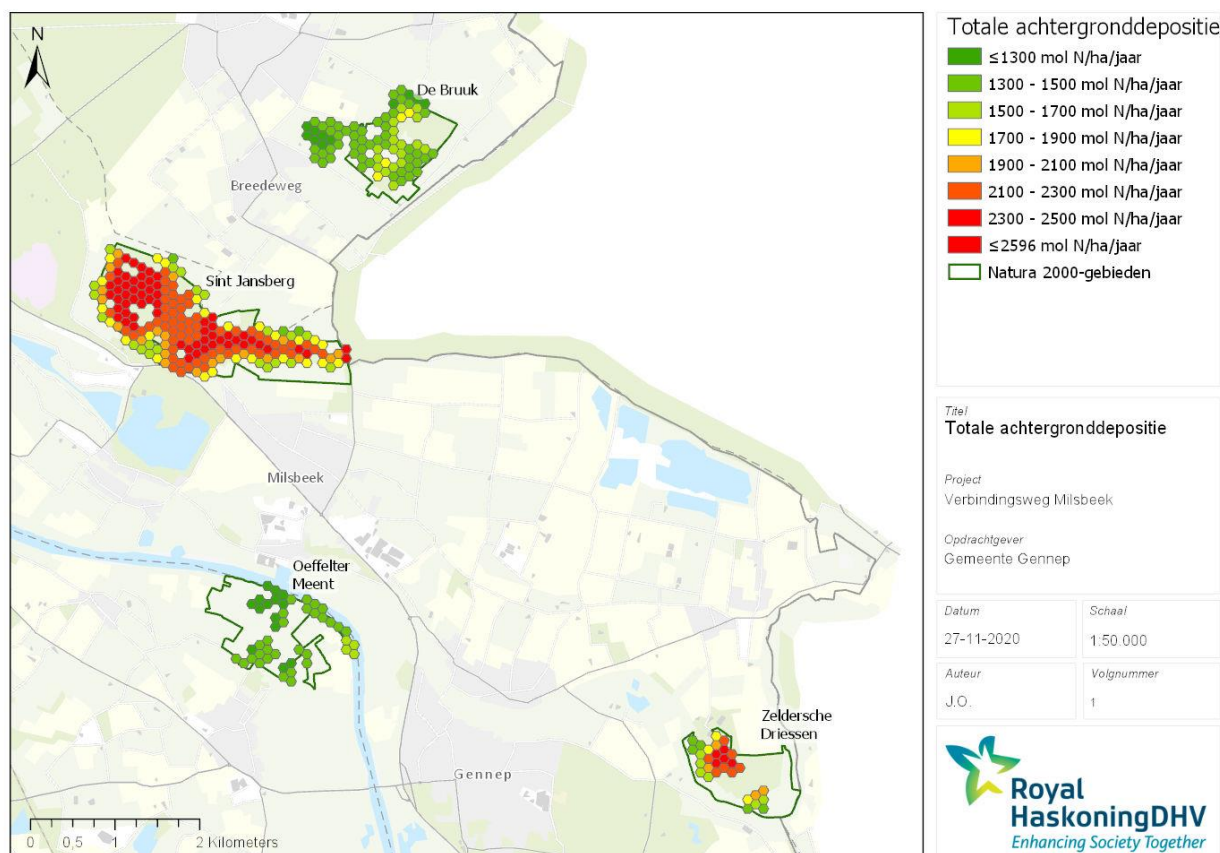 N
De Bruuk
Breedeweg
Sint Jansberg
Milsbeek
Oeffelter
Meent
Zeldersche
Driessen
Gennep
0 0,5 1 2 Kilometers
Totale achtergronddepositie
≤1300 mol N/ha/jaar
1300 - 1500 mol N/ha/jaar
1500 - 1700 mol N/ha/jaar
1700 - 1900 mol N/ha/jaar
1900 - 2100 mol N/ha/jaar
2100 - 2300 mol N/ha/jaar
2300 - 2500 mol N/ha/jaar
≤2596 mol N/ha/jaar
Natura 2000-gebieden
Titel
Totale achtergronddepositie
Project
Verbindingsweg Milsbeek
Opdrachtgever
Gemeente Gennep
Datum
27-11-2020
Schaal
1:50.000
Auteur
J.O.
Volgnummer
1
Royal
HaskoningDHV
Enhancing Society Together